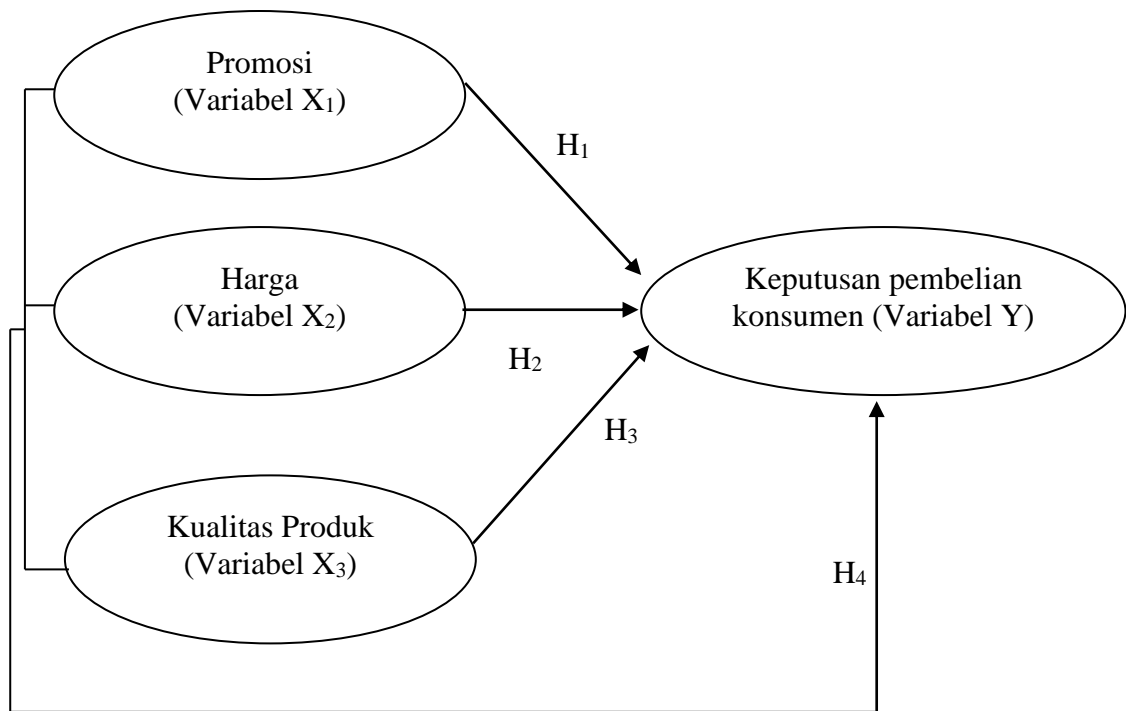 Promosi
(Variabel X₁)
H₁
Harga
(Variabel X₂)
Keputusan pembelian
konsumen (Variabel Y)
H₂
H₃
Kualitas Produk
(Variabel X₃)
H₄